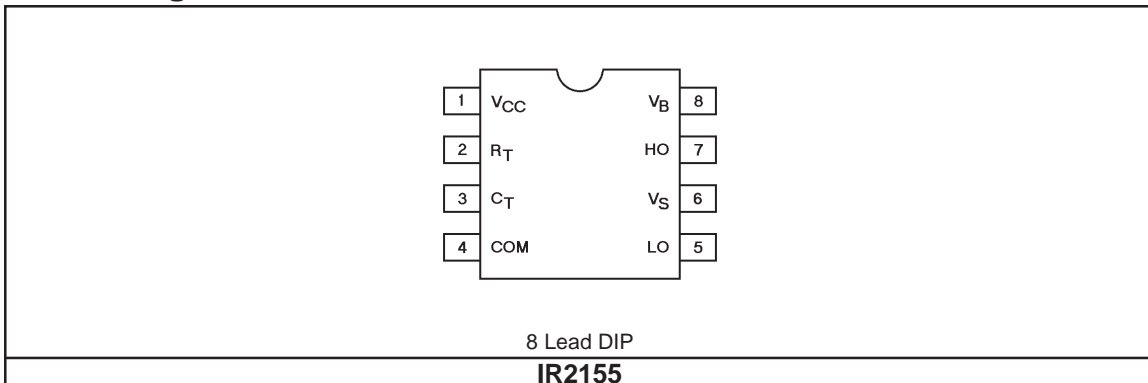 1 VCC VB 8
2 RT HO 7
3 CT VS 6
4 COM LO 5
8 Lead DIP
IR2155